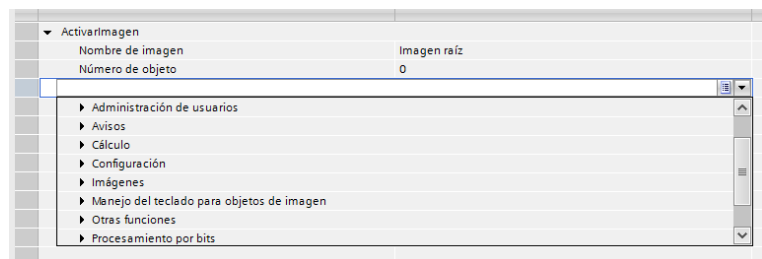 ActivarImagen
Nombre de imagen Imagen raíz
Número de objeto 0
Administración de usuarios
Avisos
Cálculo
Configuración
Imágenes
Manejo del teclado para objetos de imagen
Otras funciones
Procesamiento por bits